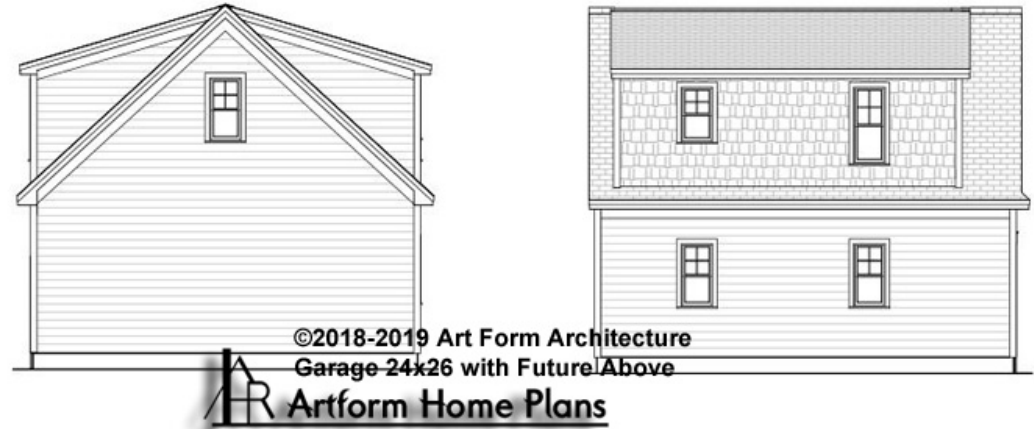 ©2018-2019 Art Form Architecture
Garage 24x26 with Future Above
Artform Home Plans